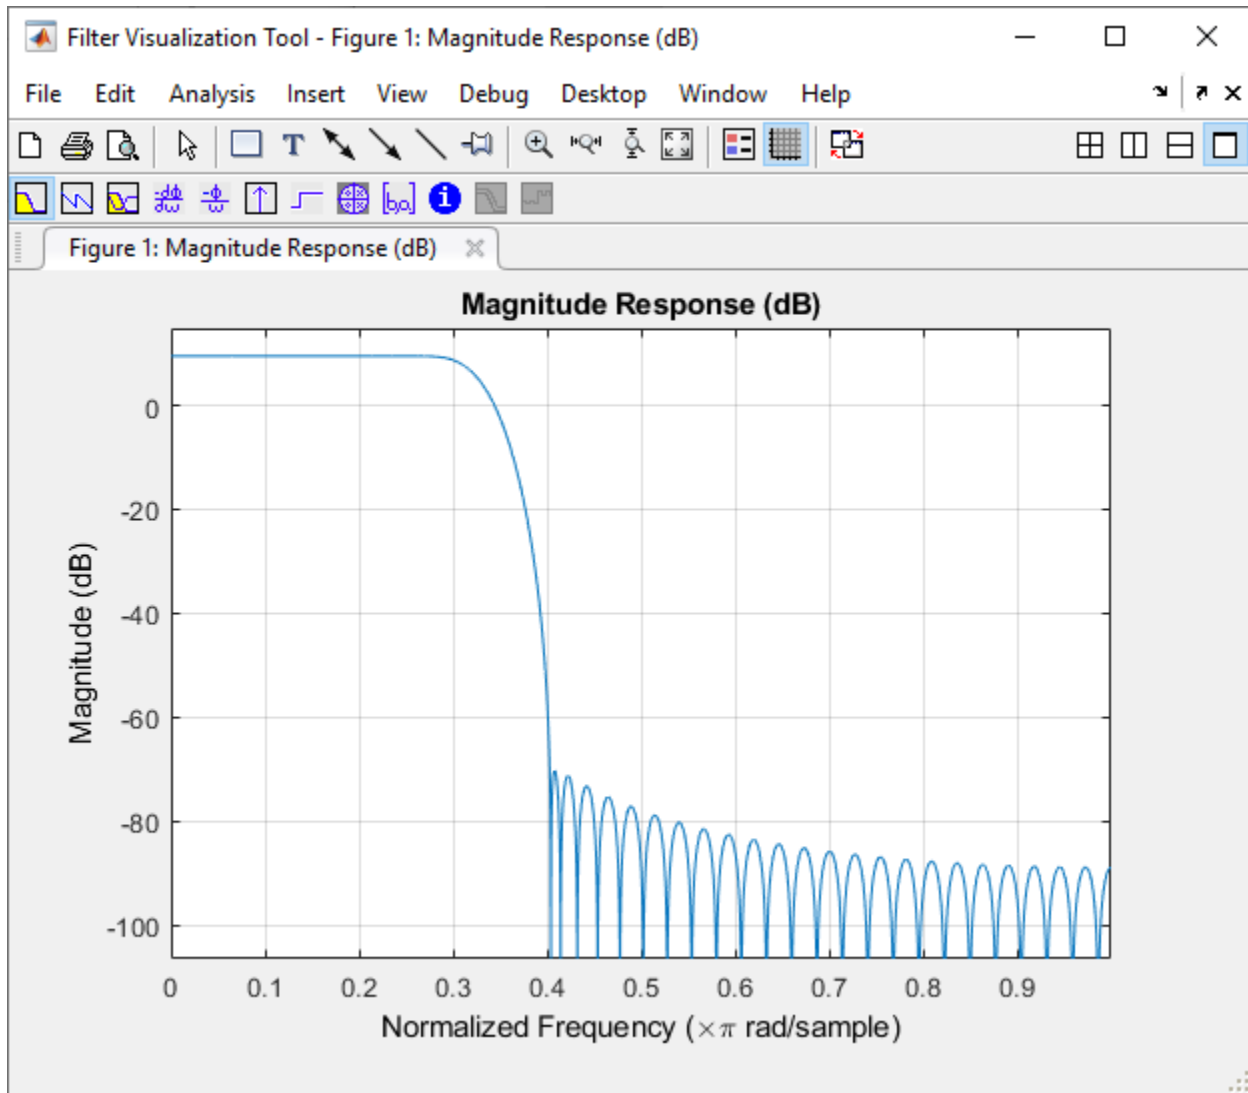 Filter Visualization Tool - Figure 1: Magnitude Response (dB)
File Edit Analysis Insert View Debug Desktop Window Help
Figure 1: Magnitude Response (dB)
Magnitude Response (dB)
Magnitude (dB)
0
-20
-40
-60
-80
-100
0 0.1 0.2 0.3 0.4 0.5 0.6 0.7 0.8 0.9
Normalized Frequency (×π rad/sample)